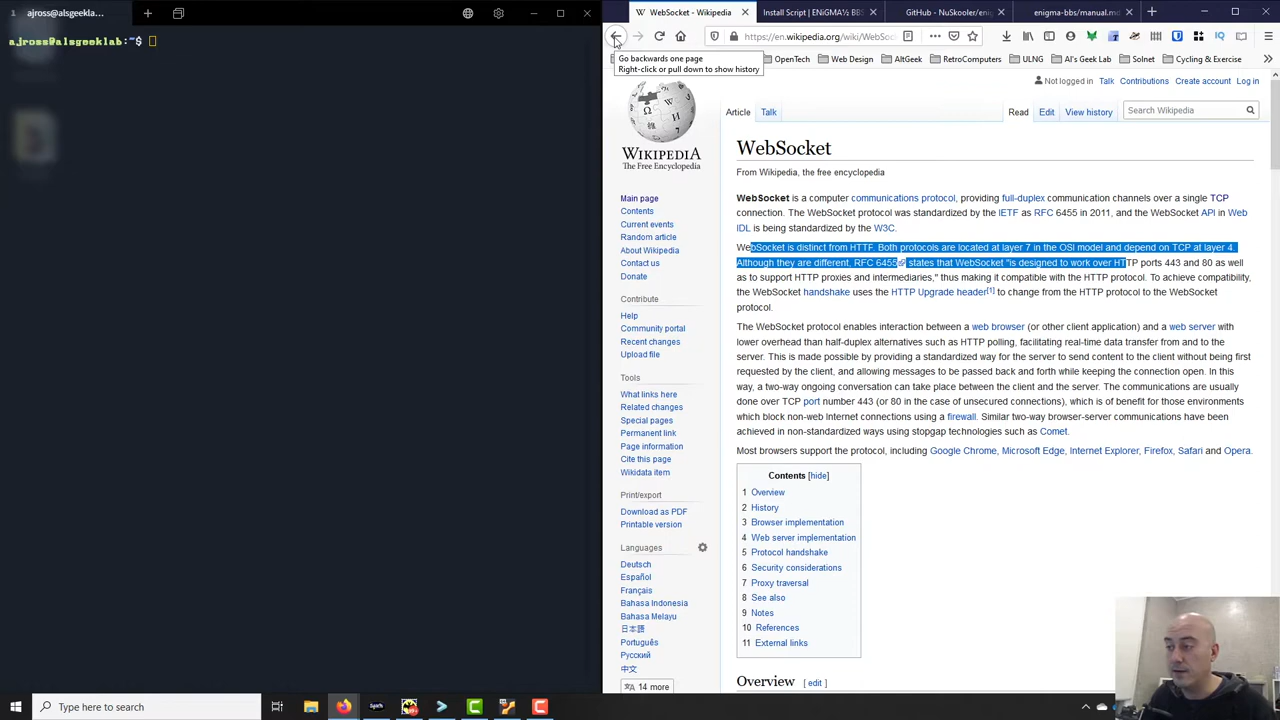 1 ajross@alsgeeklab:~
ajross@alsgeeklab:~$
WebSocket - Wikipedia
Install Script | ENiGMA½ BBS
GitHub - NuSkooler/enig
enigma-bbs/manual.md
https://en.wikipedia.org/wiki/WebSoc
Go backwards one page
Right-click or pull down to show history
OpenTech
Web Design
AltGeek
RetroComputers
ULNG
Al's Geek Lab
Solnet
Cycling & Exercise
Not logged in Talk Contributions Create account Log in
WIKIPEDIA
The Free Encyclopedia
Main page
Contents
Current events
Random article
About Wikipedia
Contact us
Donate
Contribute
Help
Community portal
Recent changes
Upload file
Tools
What links here
Related changes
Special pages
Permanent link
Page information
Cite this page
Wikidata item
Print/export
Download as PDF
Printable version
Languages
Deutsch
Español
Français
Bahasa Indonesia
Bahasa Melayu
日本語
Português
Русский
中文
14 more
Article Talk
Read Edit View history
Search Wikipedia
WebSocket
From Wikipedia, the free encyclopedia
WebSocket is a computer communications protocol, providing full-duplex communication channels over a single TCP
connection. The WebSocket protocol was standardized by the IETF as RFC 6455 in 2011, and the WebSocket API in Web
IDL is being standardized by the W3C.
WebSocket is distinct from HTTP. Both protocols are located at layer 7 in the OSI model and depend on TCP at layer 4.
Although they are different, RFC 6455 states that WebSocket "is designed to work over HTTP ports 443 and 80 as well
as to support HTTP proxies and intermediaries," thus making it compatible with the HTTP protocol. To achieve compatibility,
the WebSocket handshake uses the HTTP Upgrade header[1] to change from the HTTP protocol to the WebSocket
protocol.
The WebSocket protocol enables interaction between a web browser (or other client application) and a web server with
lower overhead than half-duplex alternatives such as HTTP polling, facilitating real-time data transfer from and to the
server. This is made possible by providing a standardized way for the server to send content to the client without being first
requested by the client, and allowing messages to be passed back and forth while keeping the connection open. In this
way, a two-way ongoing conversation can take place between the client and the server. The communications are usually
done over TCP port number 443 (or 80 in the case of unsecured connections), which is of benefit for those environments
which block non-web Internet connections using a firewall. Similar two-way browser-server communications have been
achieved in non-standardized ways using stopgap technologies such as Comet.
Most browsers support the protocol, including Google Chrome, Microsoft Edge, Internet Explorer, Firefox, Safari and Opera.
Contents [hide]
1 Overview
2 History
3 Browser implementation
4 Web server implementation
5 Protocol handshake
6 Security considerations
7 Proxy traversal
8 See also
9 Notes
10 References
11 External links
Overview [ edit ]
Type here to search